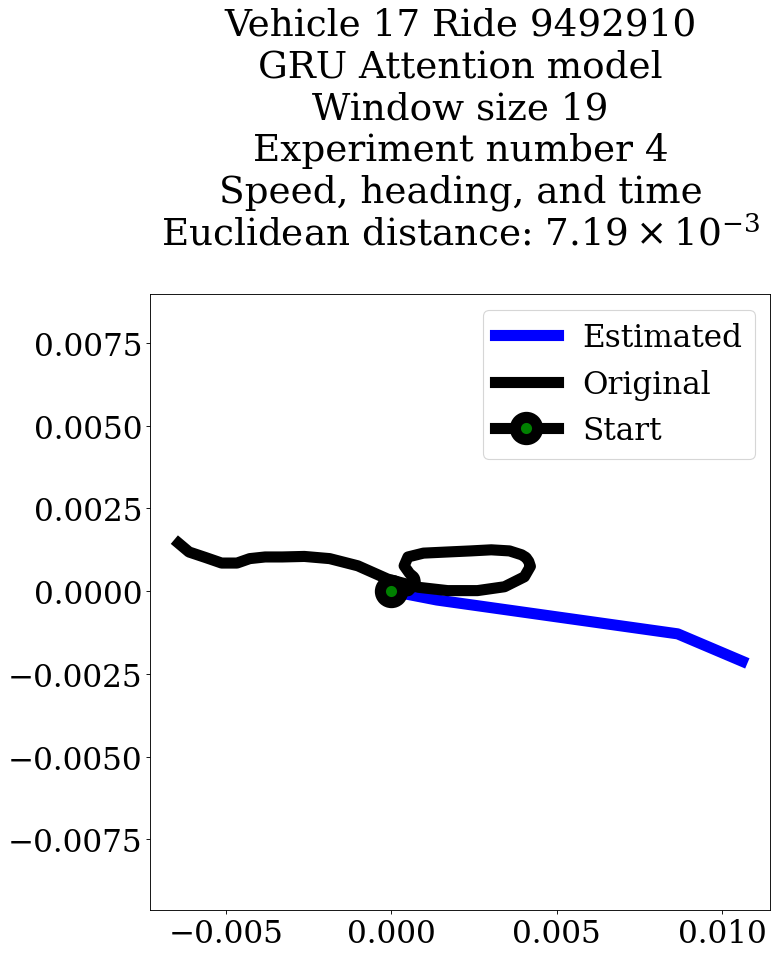 Vehicle 17 Ride 9492910
GRU Attention model
Window size 19
Experiment number 4
Speed, heading, and time
Euclidean distance: 7.19 × 10⁻³
Estimated
Original
Start
0.0075
0.0050
0.0025
0.0000
−0.0025
−0.0050
−0.0075
−0.005
0.000
0.005
0.010